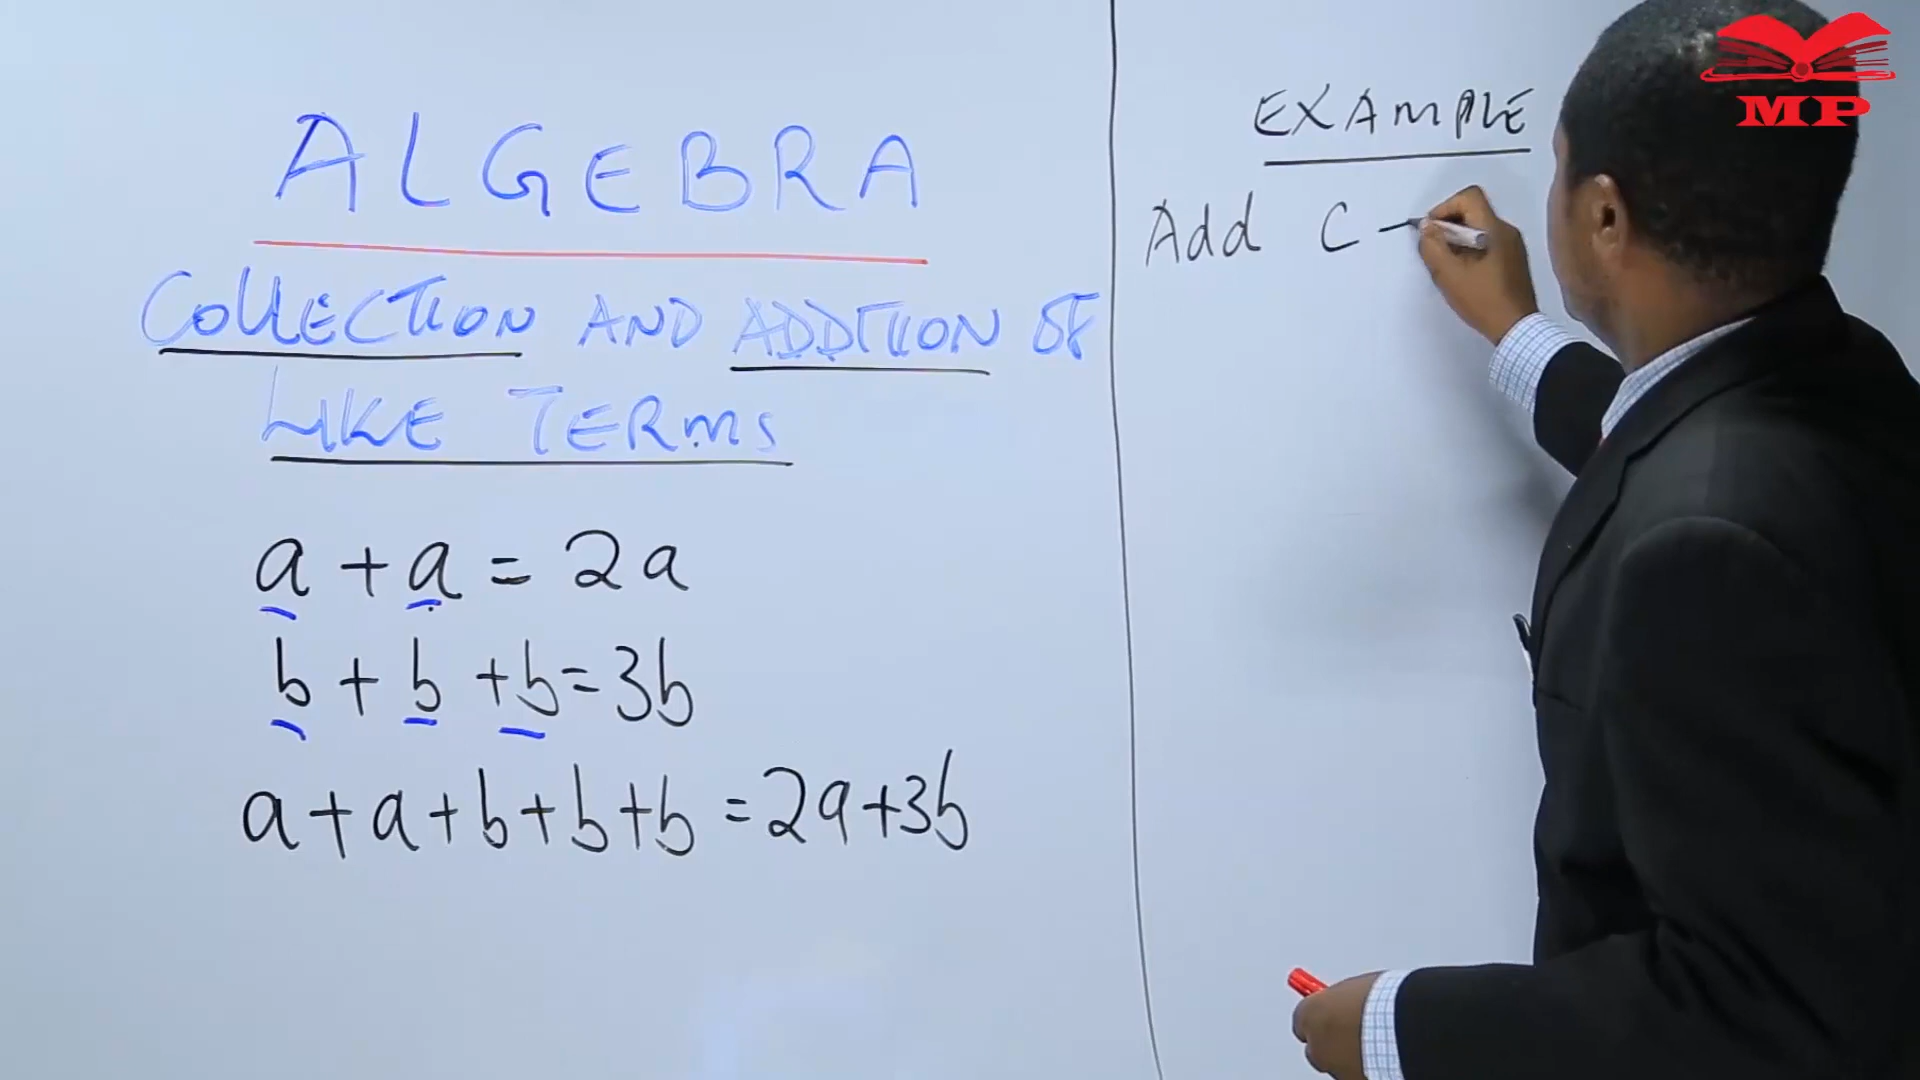 ALGEBRA
COLLECTION AND ADDITION OF
LIKE TERMS
a + a = 2a
b + b + b = 3b
a + a + b + b + b = 2a + 3b
EXAMPLE
Add C -
MP